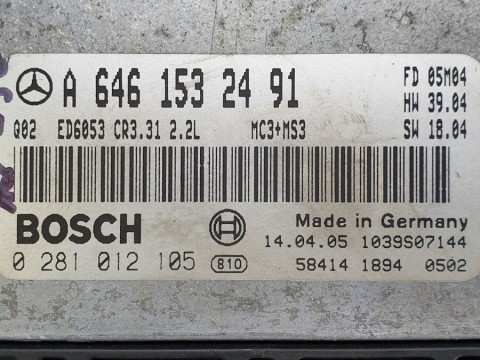 A 646 153 24 91 FD 05M04
HW 39.04
Q02 ED6053 CR3.31 2.2L MC3+MS3 SW 18.04
BOSCH Made in Germany
14.04.05 1039S07144
0 281 012 105 810 58414 1894 0502